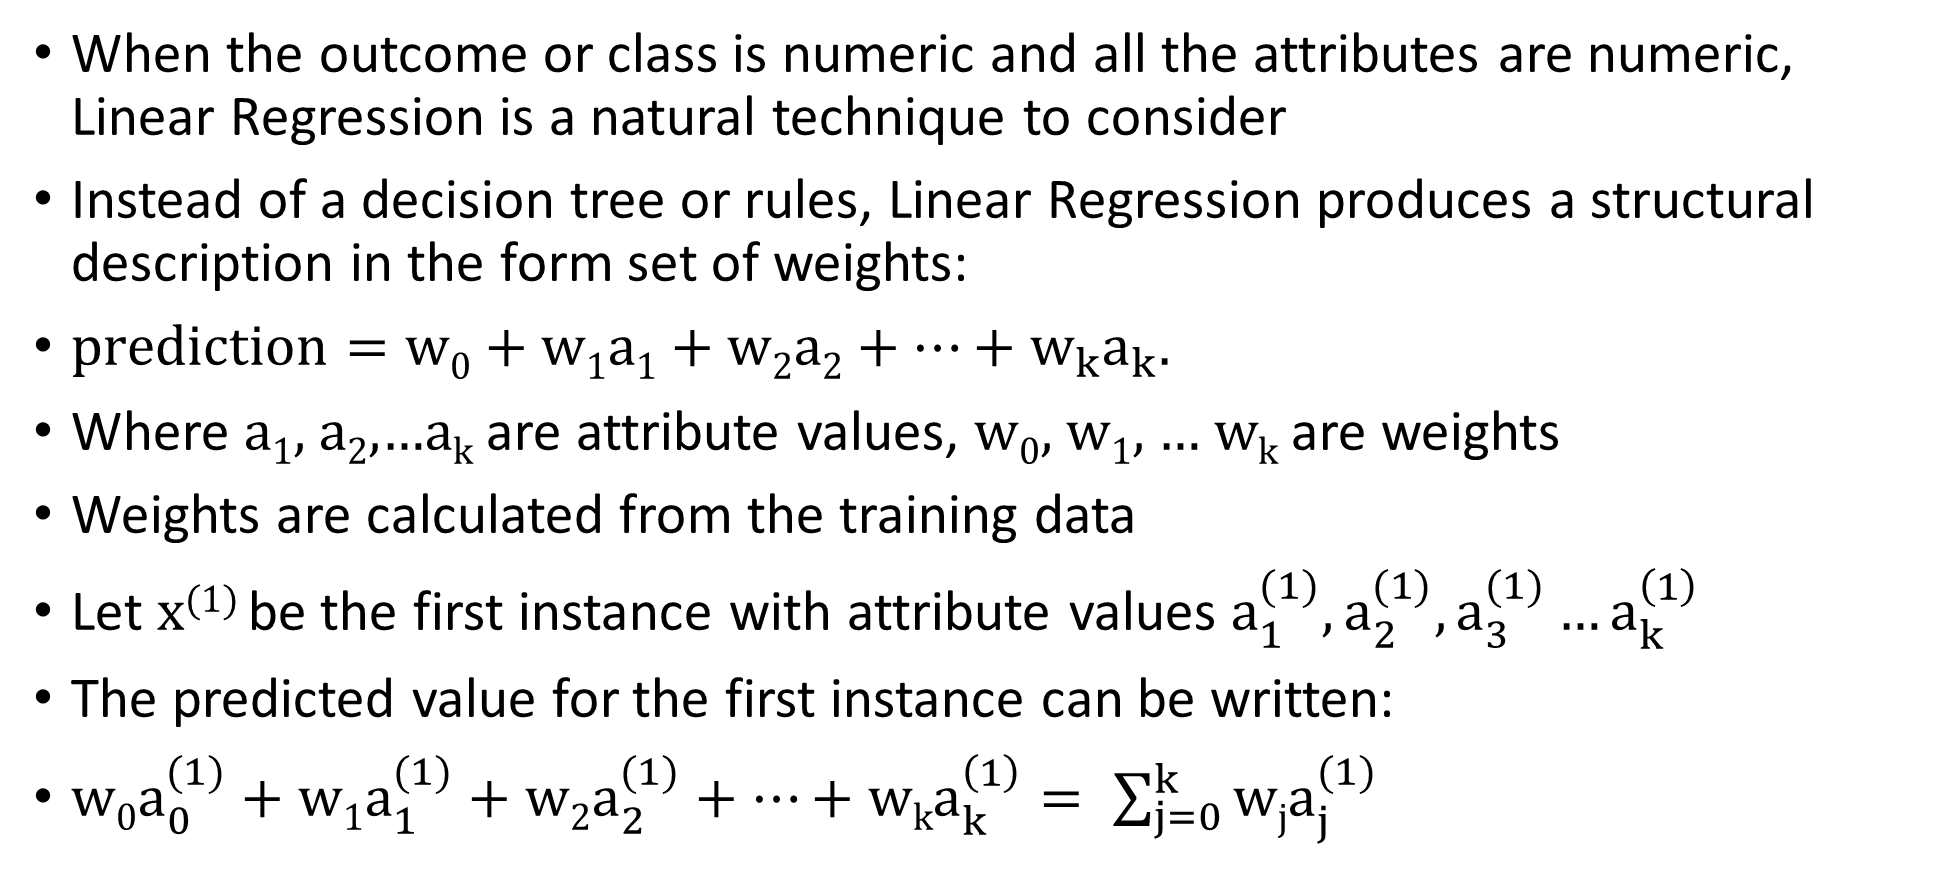 • When the outcome or class is numeric and all the attributes are numeric,
Linear Regression is a natural technique to consider
• Instead of a decision tree or rules, Linear Regression produces a structural
description in the form set of weights:
• prediction = w₀ + w₁a₁ + w₂a₂ + ⋯ + wₖaₖ.
• Where a₁, a₂,…aₖ are attribute values, w₀, w₁, … wₖ are weights
• Weights are calculated from the training data
• Let x⁽¹⁾ be the first instance with attribute values a₁⁽¹⁾, a₂⁽¹⁾, a₃⁽¹⁾ … aₖ⁽¹⁾
• The predicted value for the first instance can be written:
• w₀a₀⁽¹⁾ + w₁a₁⁽¹⁾ + w₂a₂⁽¹⁾ + ⋯ + wₖaₖ⁽¹⁾ = ∑ⱼ₌₀ᵏ wⱼaⱼ⁽¹⁾